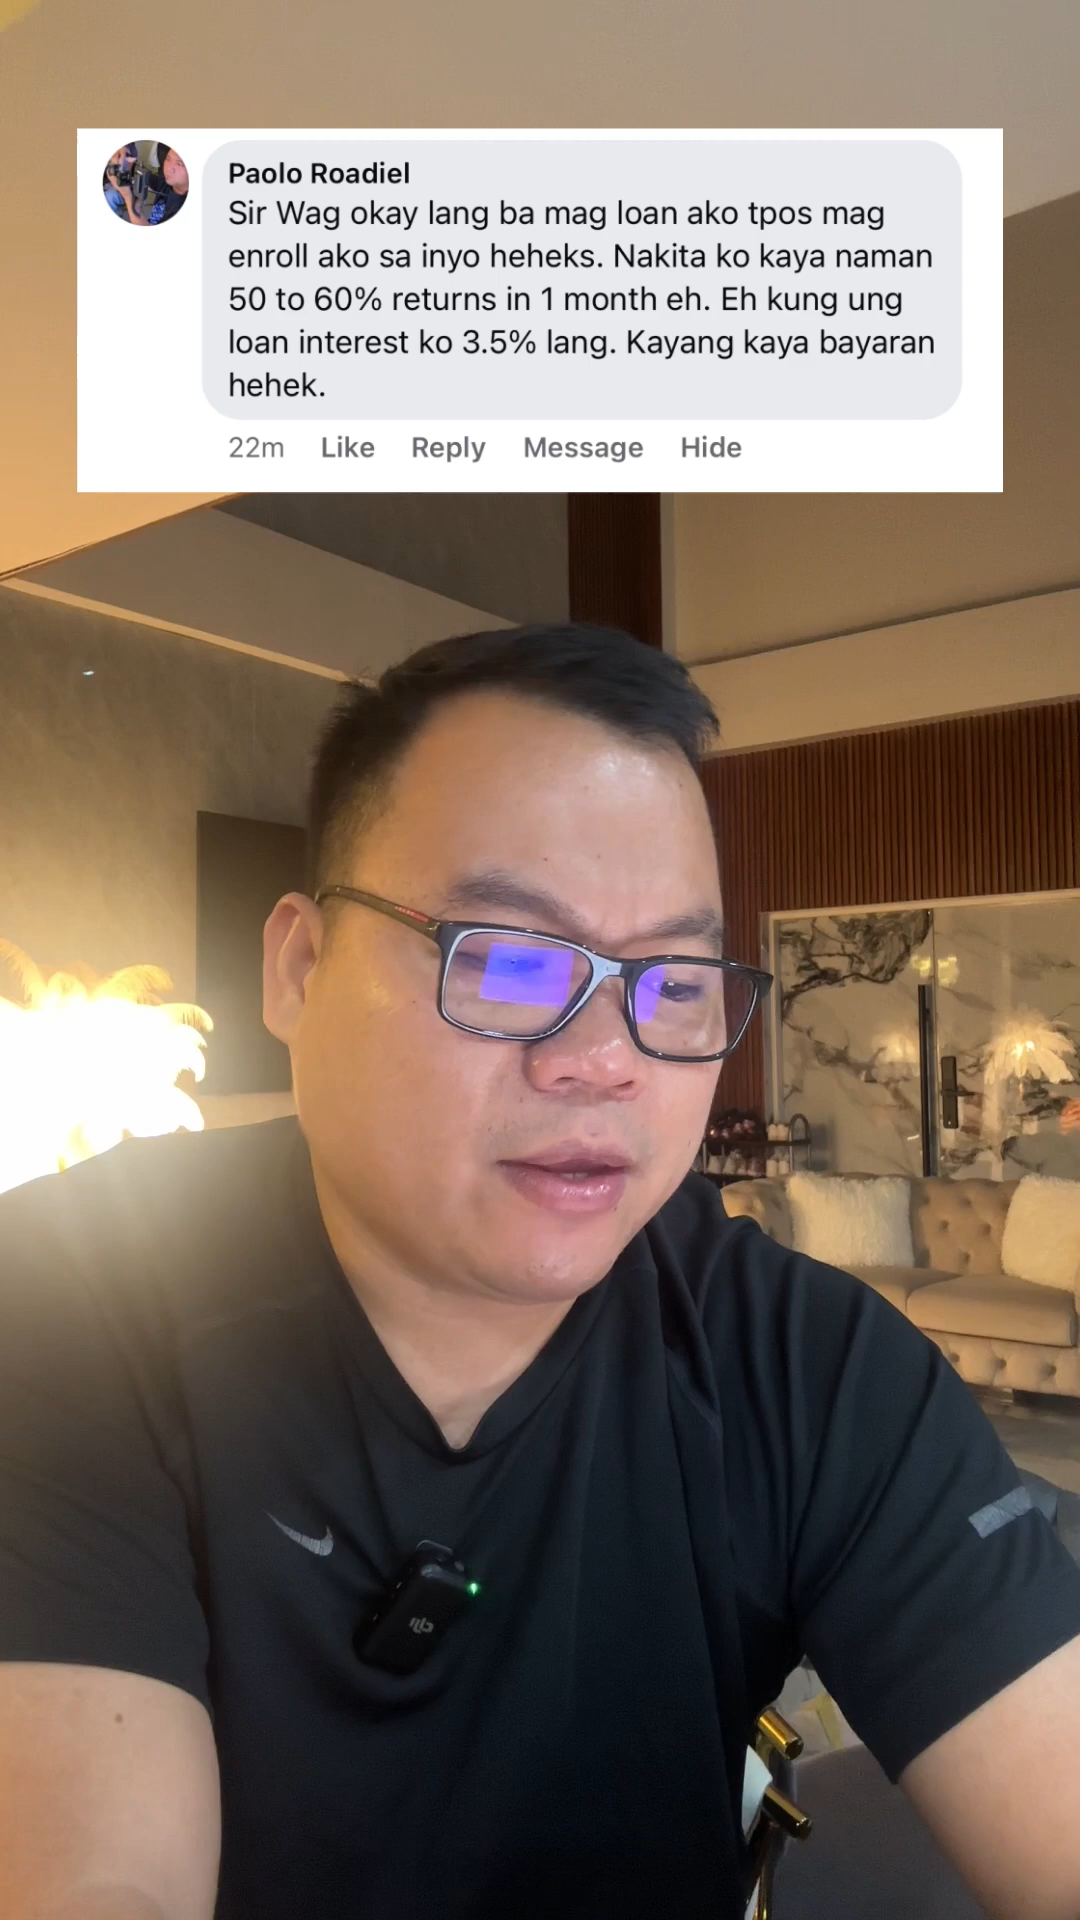 Paolo Roadiel
Sir Wag okay lang ba mag loan ako tpos mag
enroll ako sa inyo heheks. Nakita ko kaya naman
50 to 60% returns in 1 month eh. Eh kung ung
loan interest ko 3.5% lang. Kayang kaya bayaran
hehek.
22m Like Reply Message Hide
dji